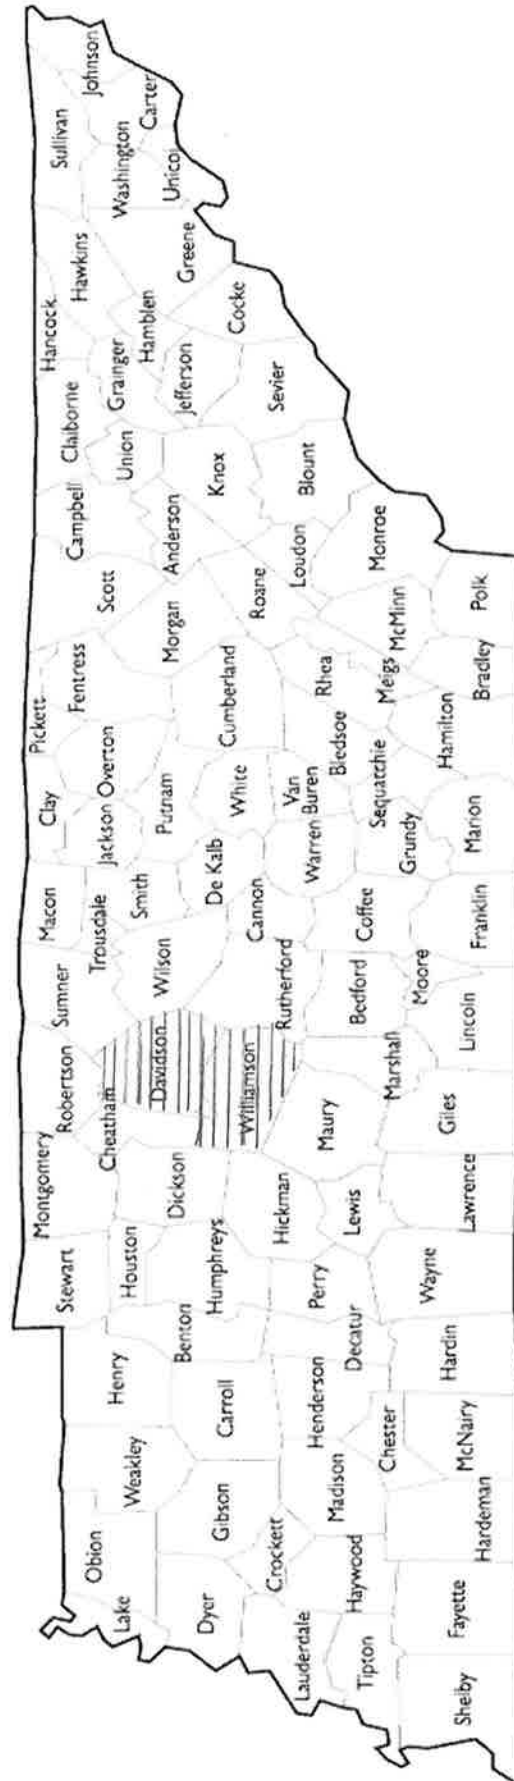 Lake
Obion
Weakley
Henry
Stewart
Montgomery
Robertson
Sumner
Macon
Clay
Pickett
Fentress
Scott
Campbell
Claiborne
Hancock
Hawkins
Sullivan
Johnson
Carter
Washington
Unicoi
Greene
Hamblen
Grainger
Union
Anderson
Morgan
Overton
Jackson
Putnam
Smith
Trousdale
Wilson
Davidson
Cheatham
Dickson
Houston
Humphreys
Benton
Carroll
Gibson
Dyer
Crockett
Lauderdale
Tipton
Haywood
Madison
Henderson
Decatur
Perry
Hickman
Lewis
Maury
Williamson
Rutherford
Cannon
De Kalb
White
Van
Buren
Warren
Cumberland
Bledsoe
Rhea
Roane
Loudon
Knox
Blount
Jefferson
Sevier
Cocke
Monroe
McMinn
Meigs
Polk
Bradley
Hamilton
Sequatchie
Grundy
Marion
Coffee
Franklin
Bedford
Moore
Lincoln
Marshall
Giles
Lawrence
Wayne
Hardin
Chester
McNairy
Hardeman
Fayette
Shelby